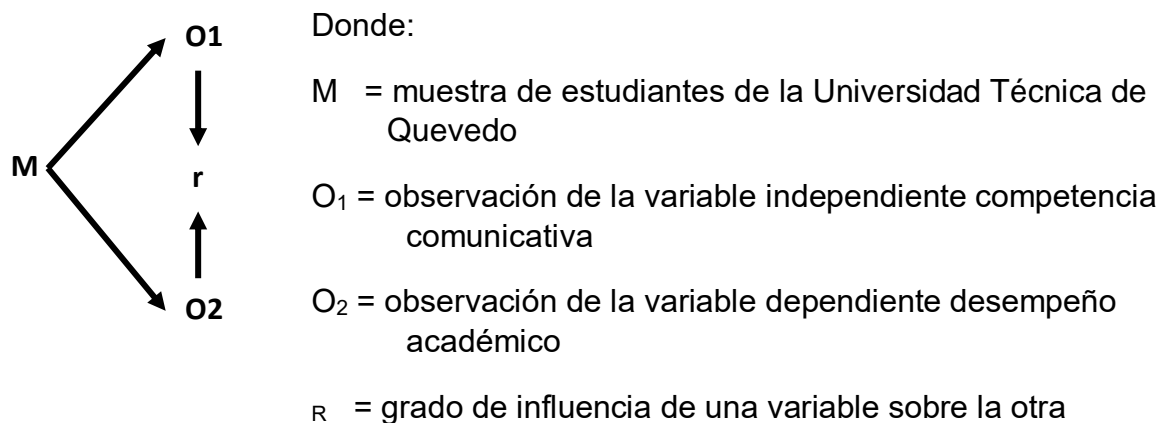 O1
r
M
O2
Donde:
M = muestra de estudiantes de la Universidad Técnica de
Quevedo
O₁ = observación de la variable independiente competencia
comunicativa
O₂ = observación de la variable dependiente desempeño
académico
R = grado de influencia de una variable sobre la otra